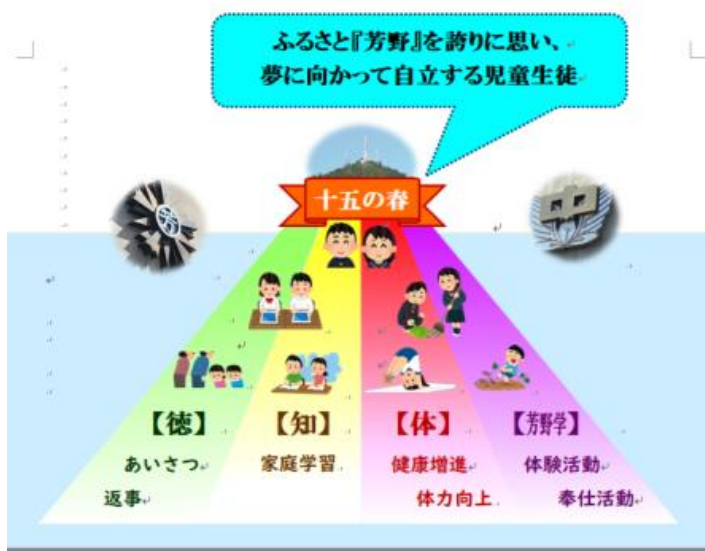 ふるさと『芳野』を誇りに思い、
夢に向かって自立する児童生徒
十五の春
芳
中
【徳】
【知】
【体】
【芳野学】
あいさつ
家庭学習
健康増進
体験活動
返事
体力向上
奉仕活動